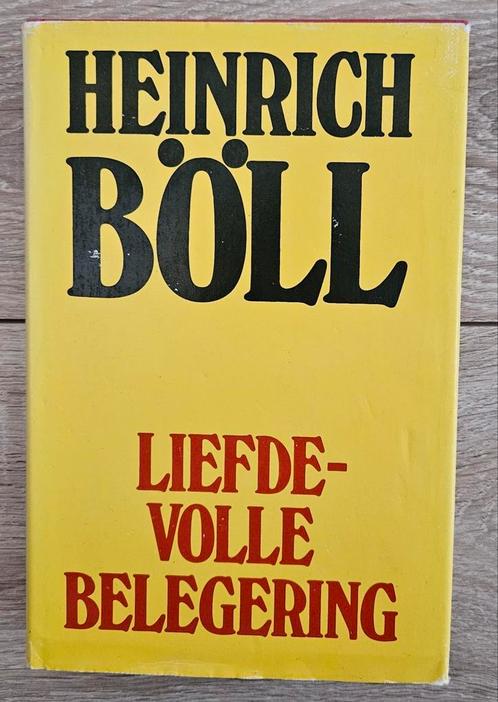 HEINRICH
BÖLL
LIEFDE-
VOLLE
BELEGERING